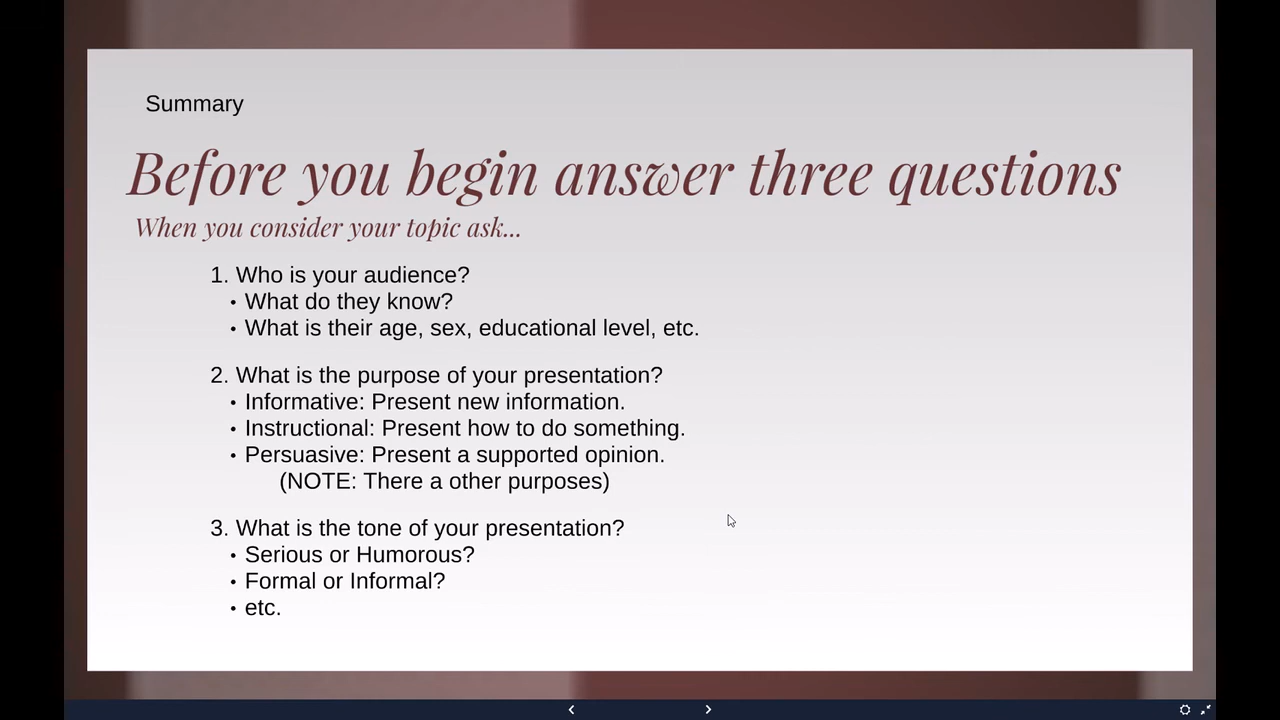 Summary
Before you begin answer three questions
When you consider your topic ask...
1. Who is your audience?
• What do they know?
• What is their age, sex, educational level, etc.
2. What is the purpose of your presentation?
• Informative: Present new information.
• Instructional: Present how to do something.
• Persuasive: Present a supported opinion.
(NOTE: There a other purposes)
3. What is the tone of your presentation?
• Serious or Humorous?
• Formal or Informal?
• etc.